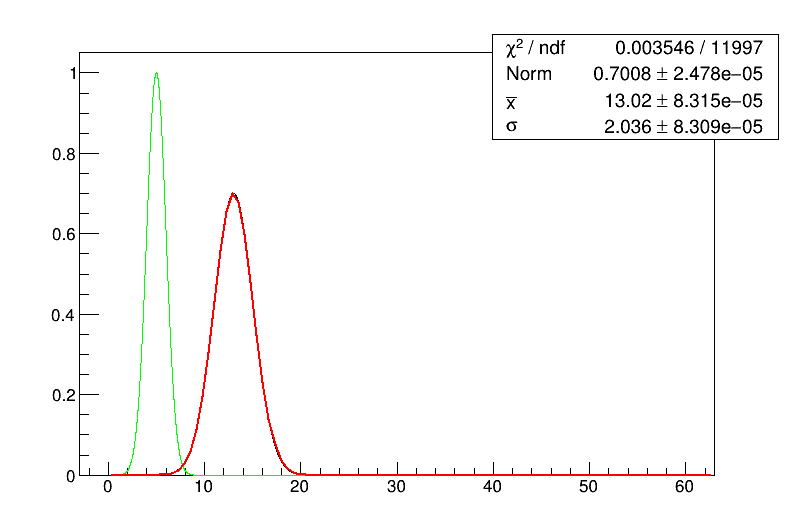 χ² / ndf 0.003546 / 11997
Norm 0.7008 ± 2.478e−05
x̅ 13.02 ± 8.315e−05
σ 2.036 ± 8.309e−05
1
0.8
0.6
0.4
0.2
0
0 10 20 30 40 50 60